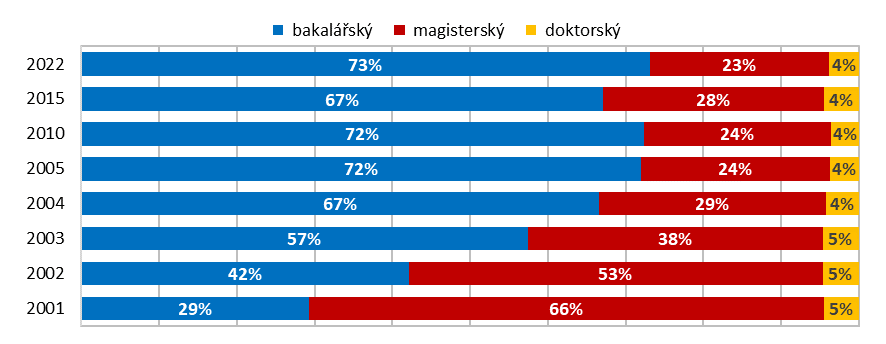 bakalářský magisterský doktorský
2022 73% 23% 4%
2015 67% 28% 4%
2010 72% 24% 4%
2005 72% 24% 4%
2004 67% 29% 4%
2003 57% 38% 5%
2002 42% 53% 5%
2001 29% 66% 5%